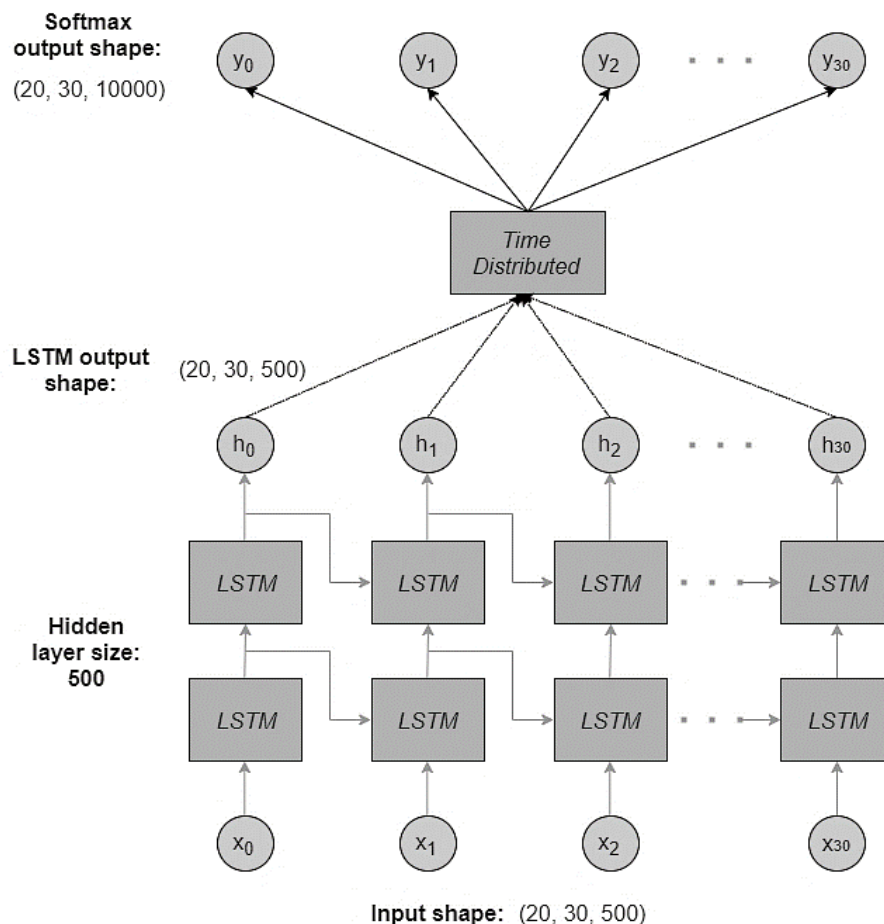 Softmax
output shape:
(20, 30, 10000)
y0 y1 y2 . . . y30
Time
Distributed
LSTM output
shape:
(20, 30, 500)
h0 h1 h2 . . . h30
LSTM LSTM LSTM . . . LSTM
Hidden
layer size:
500
LSTM LSTM LSTM . . . LSTM
x0 x1 x2 . . . x30
Input shape: (20, 30, 500)